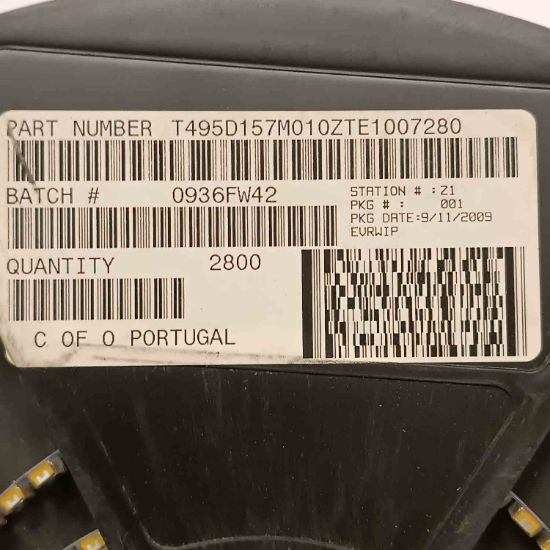 PART NUMBER T495D157M010ZTE1007280
BATCH # 0936FW42
STATION # : Z1
PKG # : 001
PKG DATE:9/11/2009
EVRWIP
QUANTITY 2800
C OF O PORTUGAL